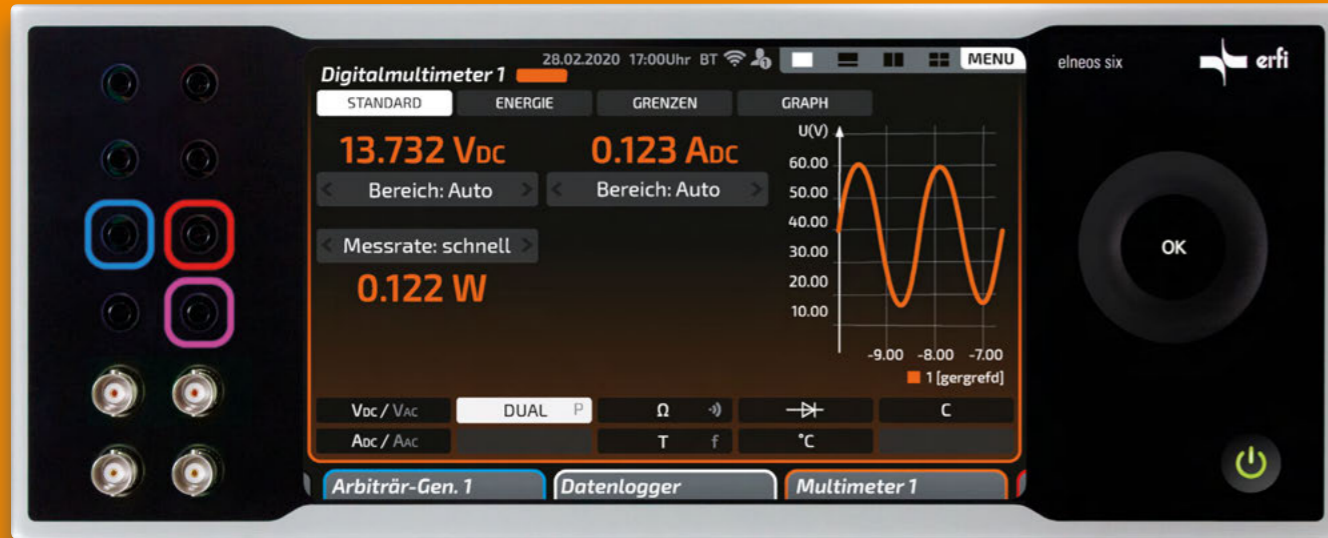 28.02.2020 17:00Uhr BT
MENU
elneos six
erfi
Digitalmultimeter 1
STANDARD
ENERGIE
GRENZEN
GRAPH
13.732 VDC
0.123 ADC
Bereich: Auto
Bereich: Auto
Messrate: schnell
0.122 W
U(V)
60.00
50.00
40.00
30.00
20.00
10.00
-9.00 -8.00 -7.00
1 [gergrefd]
OK
VDC / VAC
DUAL P
Ω
C
ADC / AAC
T f
°C
Arbiträr-Gen. 1
Datenlogger
Multimeter 1